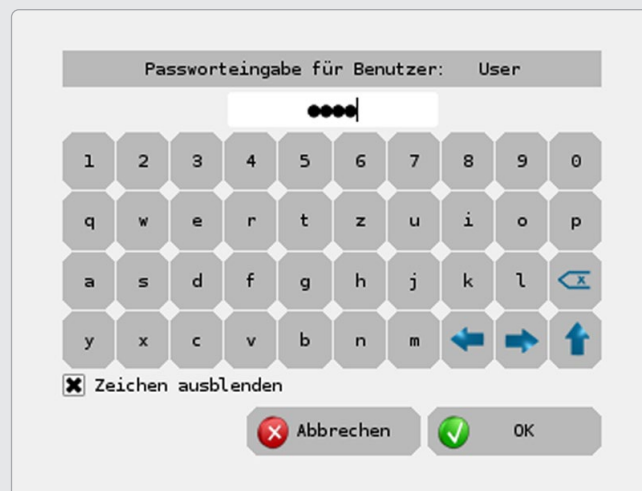 Passworteingabe für Benutzer: User
●●●●
1 2 3 4 5 6 7 8 9 0
q w e r t z u i o p
a s d f g h j k l x
y x c v b n m
Zeichen ausblenden
Abbrechen OK